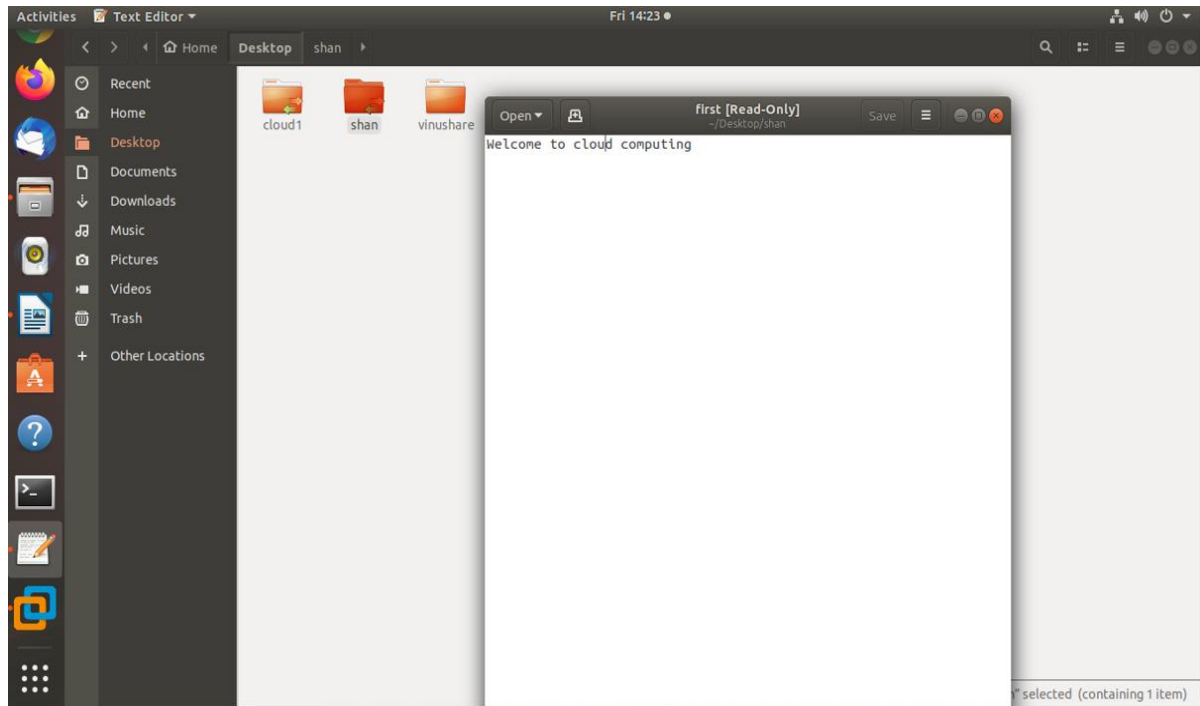 Activities Text Editor Fri 14:23
Home Desktop shan
Recent
Home
Desktop
Documents
Downloads
Music
Pictures
Videos
Trash
Other Locations
cloud1 shan vinushare
Open first [Read-Only] Save
~/Desktop/shan
Welcome to cloud computing
" selected (containing 1 item)